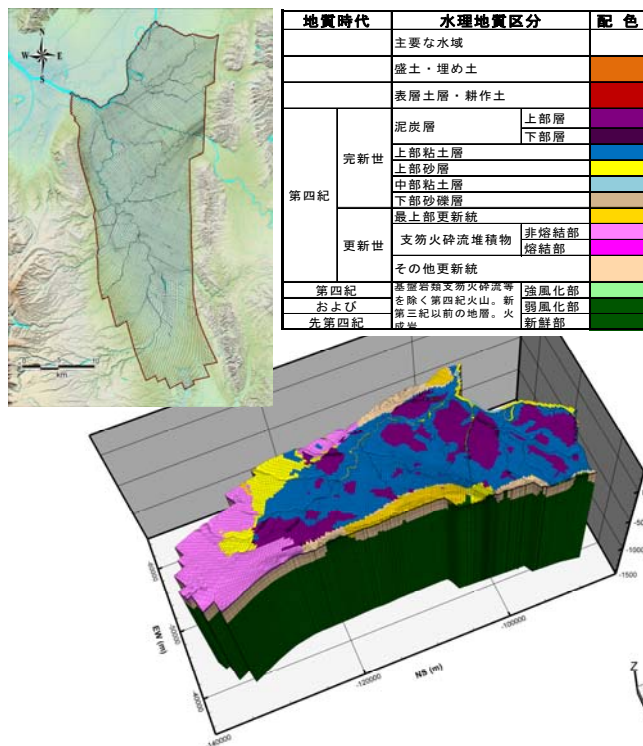 N
W E
S
km
地質時代 水理地質区分 配色
主要な水域
盛土・埋め土
表層土層・耕作土
第四紀 完新世 泥炭層 上部層
下部層
上部粘土層
上部砂層
中部粘土層
下部砂礫層
更新世 最上部更新統
支笏火砕流堆積物 非熔結部
熔結部
その他更新統
第四紀
および
先第四紀
基盤岩類支笏火砕流等
を除く第四紀火山。新
第三紀以前の地層。火
成岩
強風化部
弱風化部
新鮮部
-1000
-1500
EW (m)
-50000
-40000
-140000
-120000
NS (m)
-100000
Z